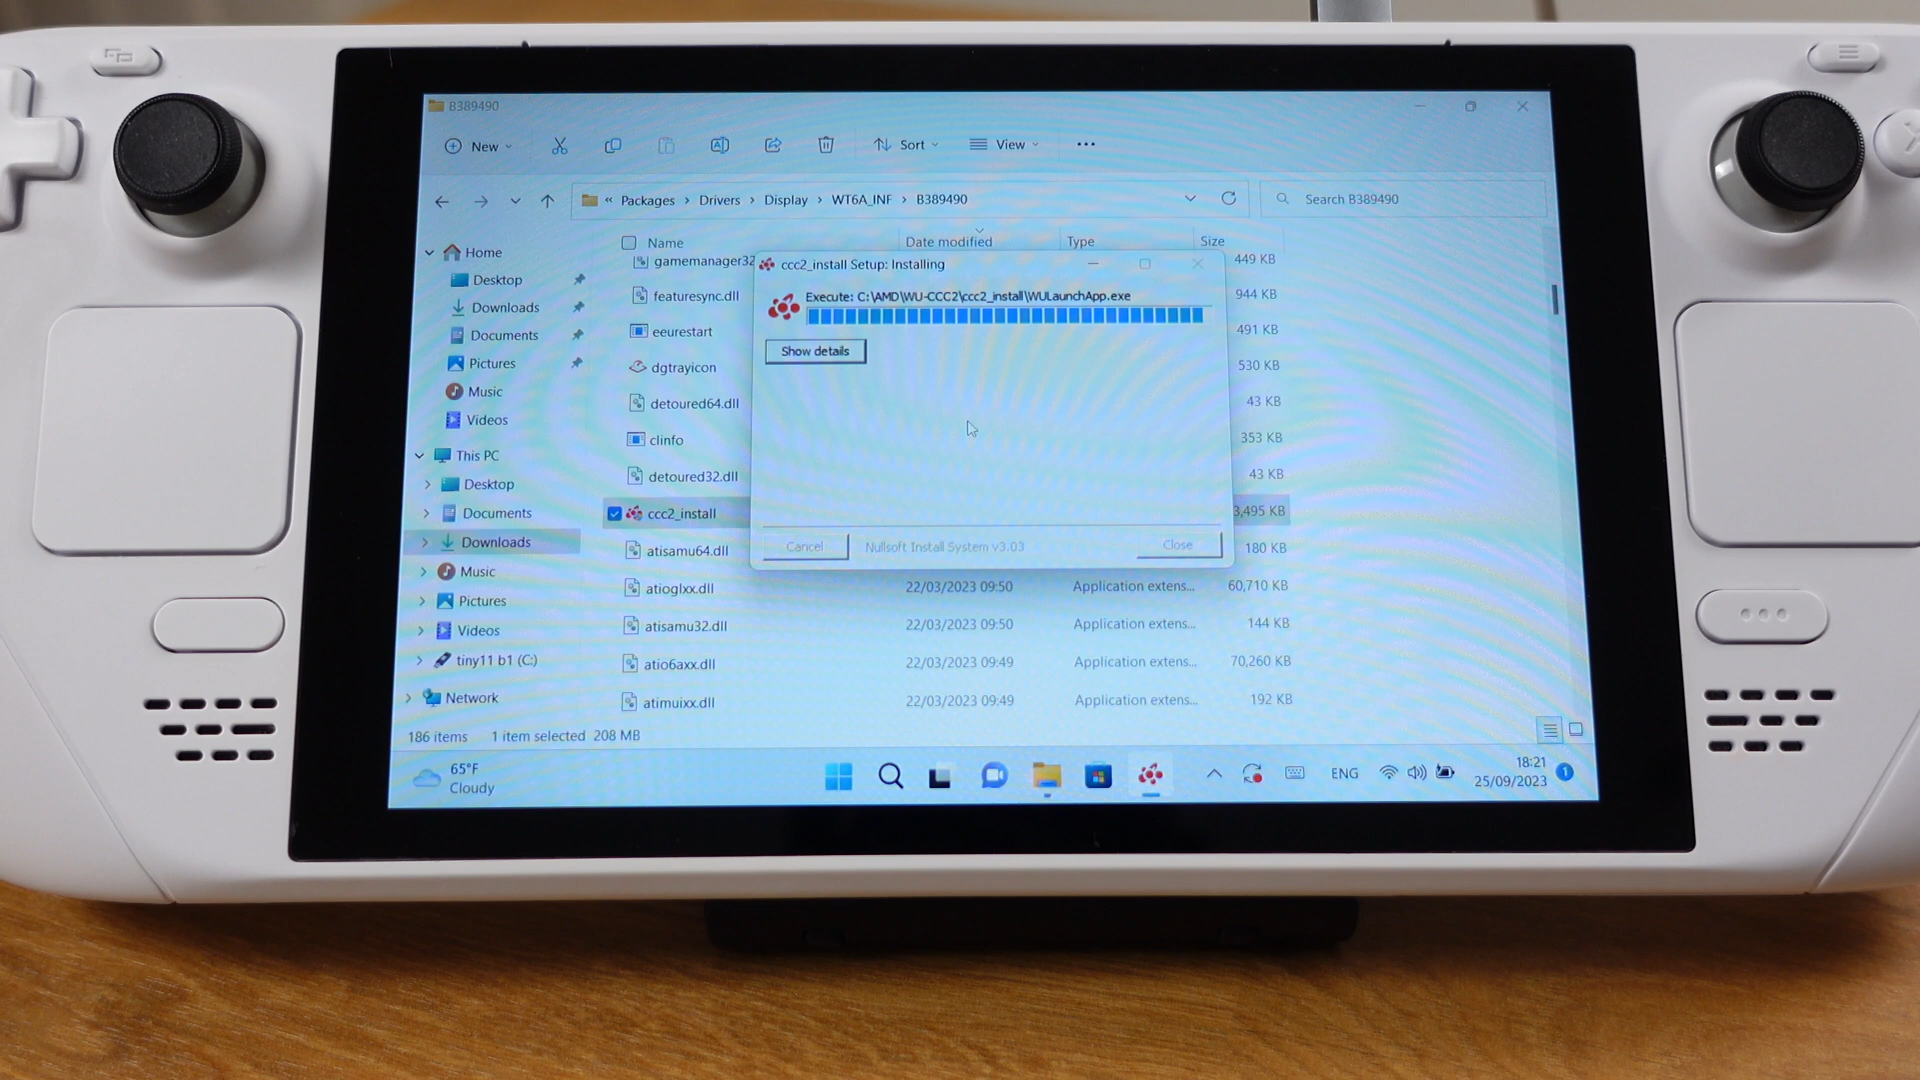 B389490
New
Sort
View
« Packages › Drivers › Display › WT6A_INF › B389490
Search B389490
Home
Desktop
Downloads
Documents
Pictures
Music
Videos
This PC
Desktop
Documents
Downloads
Music
Pictures
Videos
tiny11 b1 (C:)
Network
Name Date modified Type Size
gamemanager32 449 KB
featuresync.dll 944 KB
eeurestart 491 KB
dgtrayicon 530 KB
detoured64.dll 43 KB
clinfo 353 KB
detoured32.dll 43 KB
ccc2_install 3,495 KB
atisamu64.dll 180 KB
atioglxx.dll 22/03/2023 09:50 Application extens... 60,710 KB
atisamu32.dll 22/03/2023 09:50 Application extens... 144 KB
atio6axx.dll 22/03/2023 09:49 Application extens... 70,260 KB
atimuixx.dll 22/03/2023 09:49 Application extens... 192 KB
ccc2_install Setup: Installing
Execute: C:\AMD\WU-CCC2\ccc2_install\WULaunchApp.exe
Show details
Cancel Nullsoft Install System v3.03 Close
186 items 1 item selected 208 MB
65°F
Cloudy
ENG
18:21
25/09/2023
1